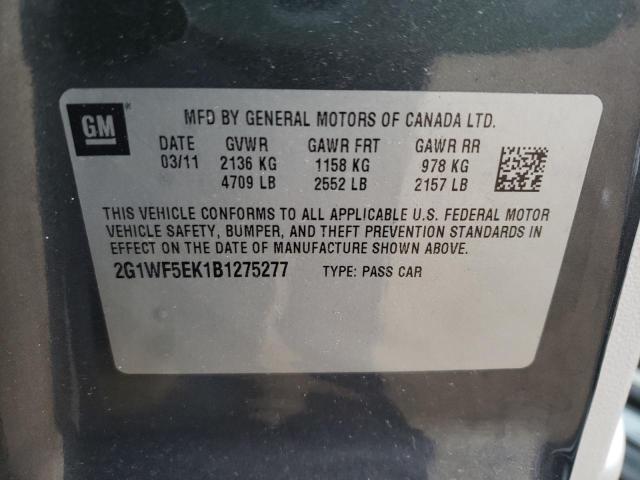 GM
MFD BY GENERAL MOTORS OF CANADA LTD.
DATE GVWR GAWR FRT GAWR RR
03/11 2136 KG 1158 KG 978 KG
4709 LB 2552 LB 2157 LB
THIS VEHICLE CONFORMS TO ALL APPLICABLE U.S. FEDERAL MOTOR
VEHICLE SAFETY, BUMPER, AND THEFT PREVENTION STANDARDS IN
EFFECT ON THE DATE OF MANUFACTURE SHOWN ABOVE.
2G1WF5EK1B1275277 TYPE: PASS CAR